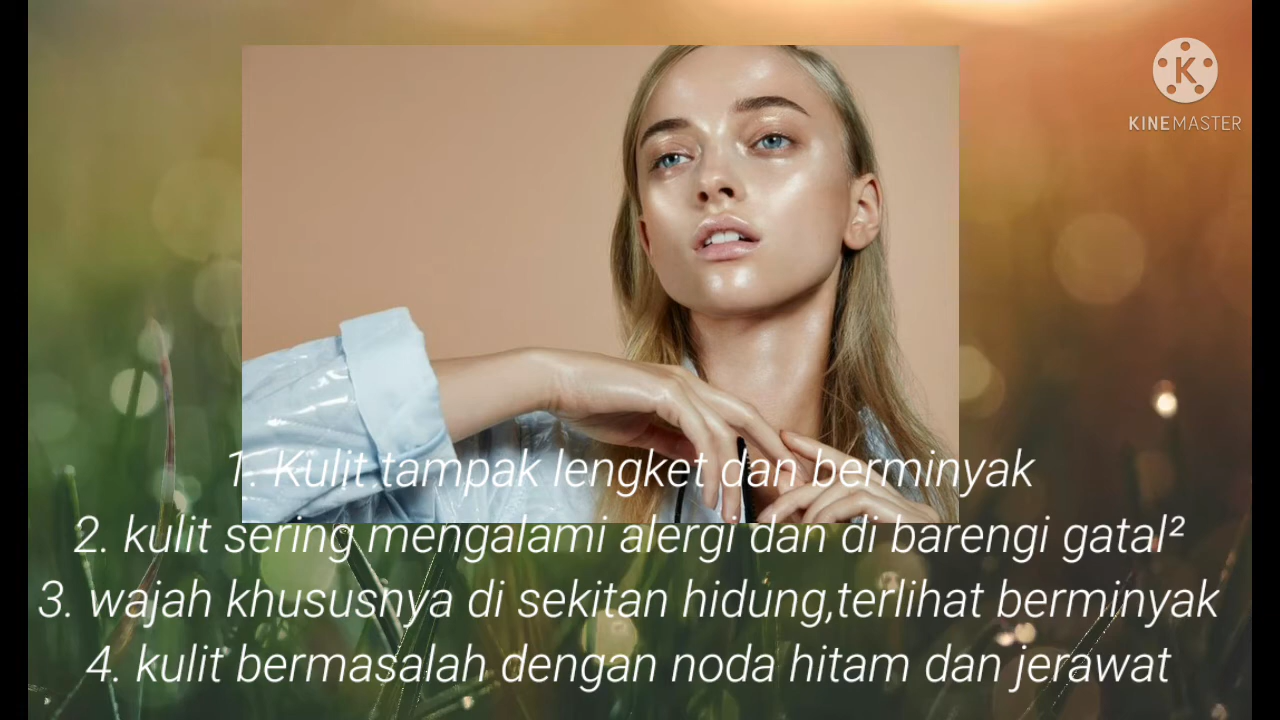 K
KINEMASTER
1. Kulit tampak lengket dan berminyak
2. kulit sering mengalami alergi dan di barengi gatal²
3. wajah khususnya di sekitan hidung,terlihat berminyak
4. kulit bermasalah dengan noda hitam dan jerawat